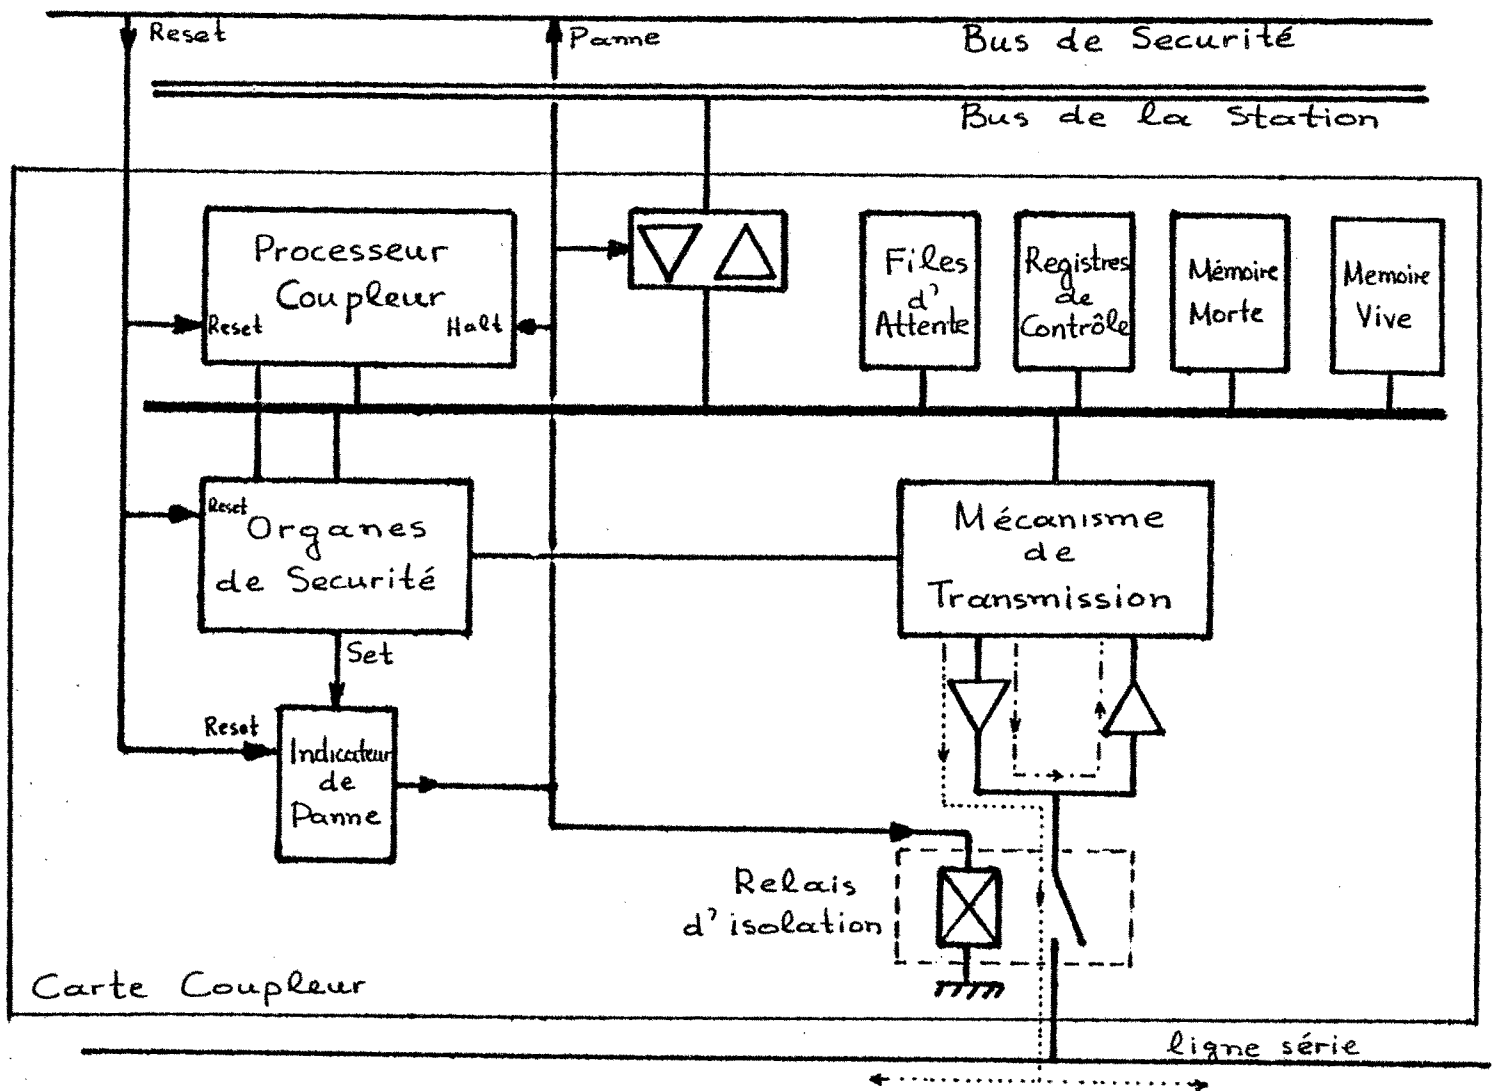 Reset
Panne
Bus de Securité
Bus de la Station
Processeur
Coupleur
Reset
Halt
Files
d'
Attente
Registres
de
Contrôle
Mémoire
Morte
Memoire
Vive
Reset
Organes
de Securité
Mécanisme
de
Transmission
Set
Reset
Indicateur
de
Panne
Relais
d'isolation
Carte Coupleur
ligne série